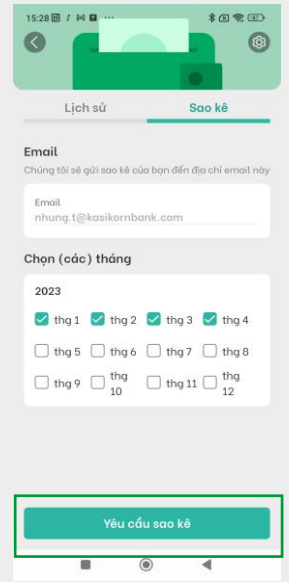 15:28
Lịch sử Sao kê
Email
Chúng tôi sẽ gửi sao kê của bạn đến địa chỉ email này
Email
nhung.t@kasikornbank.com
Chọn (các) tháng
2023
thg 1 thg 2 thg 3 thg 4
thg 5 thg 6 thg 7 thg 8
thg 9 thg 10 thg 11 thg 12
Yêu cầu sao kê